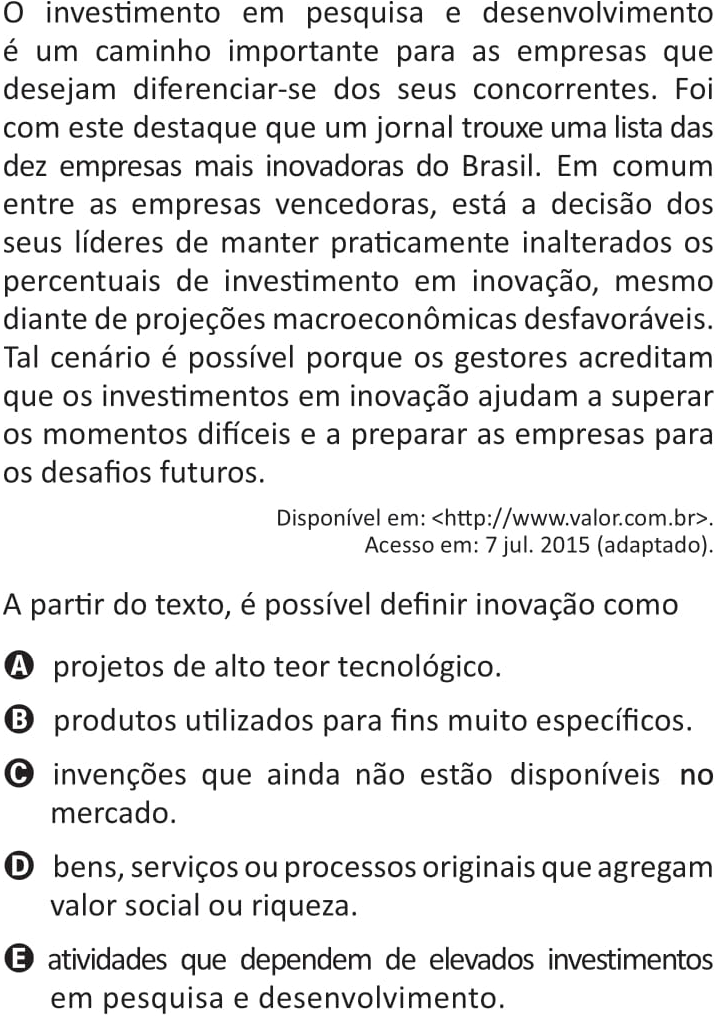 O investimento em pesquisa e desenvolvimento
é um caminho importante para as empresas que
desejam diferenciar-se dos seus concorrentes. Foi
com este destaque que um jornal trouxe uma lista das
dez empresas mais inovadoras do Brasil. Em comum
entre as empresas vencedoras, está a decisão dos
seus líderes de manter praticamente inalterados os
percentuais de investimento em inovação, mesmo
diante de projeções macroeconômicas desfavoráveis.
Tal cenário é possível porque os gestores acreditam
que os investimentos em inovação ajudam a superar
os momentos difíceis e a preparar as empresas para
os desafios futuros.
Disponível em: <http://www.valor.com.br>.
Acesso em: 7 jul. 2015 (adaptado).
A partir do texto, é possível definir inovação como
A projetos de alto teor tecnológico.
B produtos utilizados para fins muito específicos.
C invenções que ainda não estão disponíveis no
mercado.
D bens, serviços ou processos originais que agregam
valor social ou riqueza.
E atividades que dependem de elevados investimentos
em pesquisa e desenvolvimento.